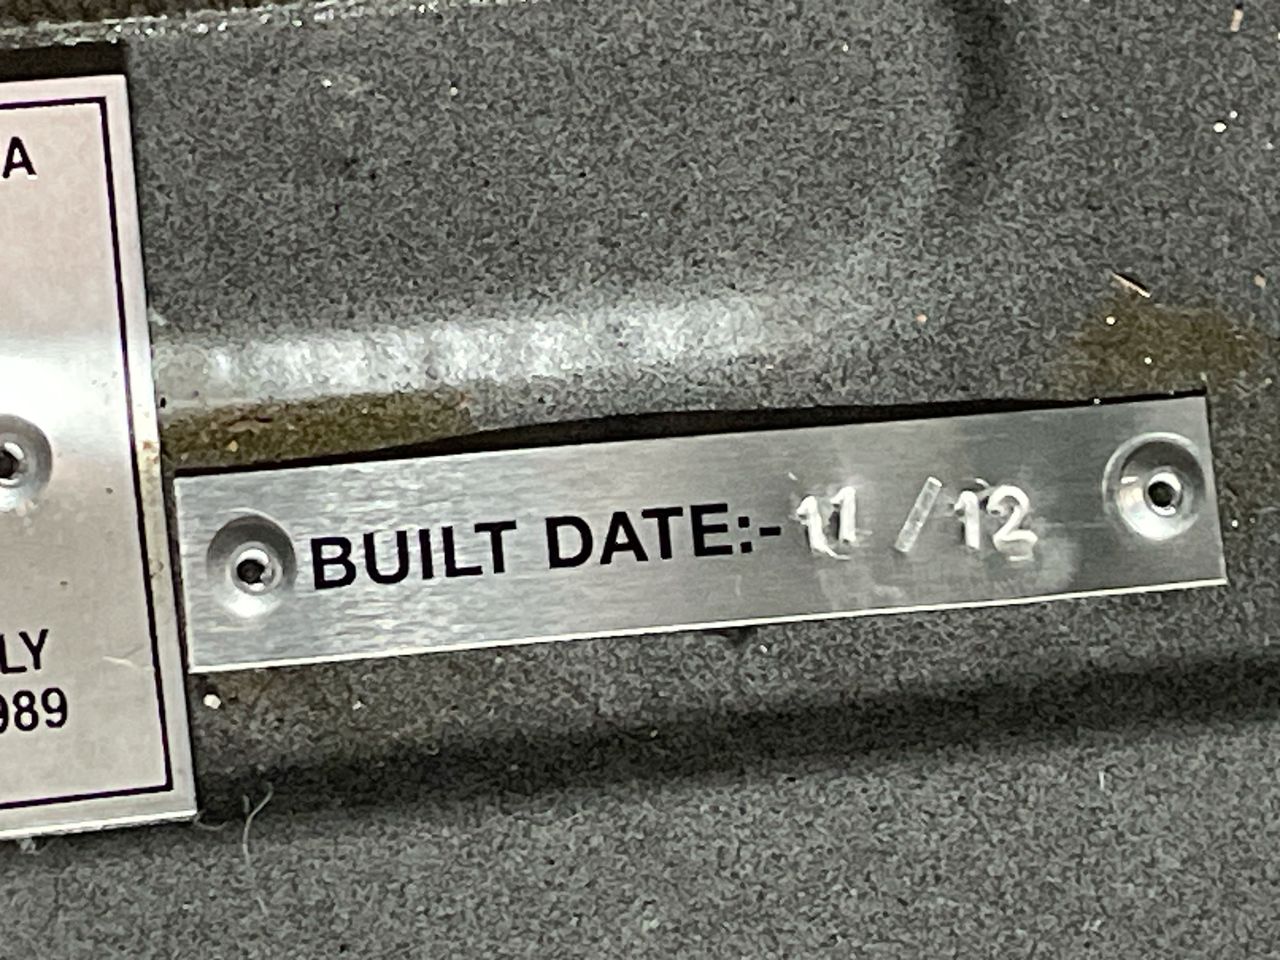 A
LY
989
BUILT DATE:- 11 / 12